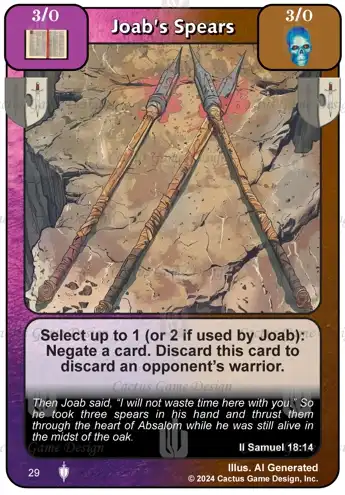 3/0
Joab's Spears
3/0
Select up to 1 (or 2 if used by Joab):
Negate a card. Discard this card to
discard an opponent's warrior.
Cactus Game Design
Then Joab said, "I will not waste time here with you." So
he took three spears in his hand and thrust them
through the heart of Absalom while he was still alive
in the midst of the oak.
II Samuel 18:14
29
Illus. AI Generated
© 2024 Cactus Game Design, Inc.